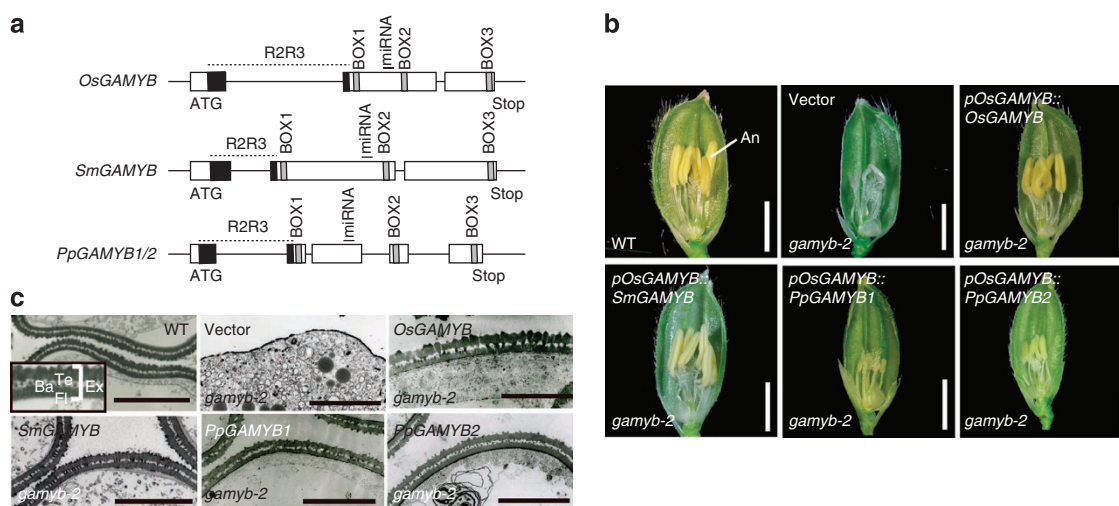 a
R2R3
BOX1
miRNA
BOX2
BOX3
OsGAMYB
ATG
Stop
R2R3
BOX1
miRNA
BOX2
BOX3
SmGAMYB
ATG
Stop
R2R3
BOX1
miRNA
BOX2
BOX3
PpGAMYB1/2
ATG
Stop
b
An
WT
Vector
gamyb-2
pOsGAMYB::
OsGAMYB
gamyb-2
pOsGAMYB::
SmGAMYB
gamyb-2
pOsGAMYB::
PpGAMYB1
gamyb-2
pOsGAMYB::
PpGAMYB2
gamyb-2
c
WT
Ba Te Ex
Fl
Vector
gamyb-2
OsGAMYB
gamyb-2
SmGAMYB
gamyb-2
PpGAMYB1
gamyb-2
PpGAMYB2
gamyb-2